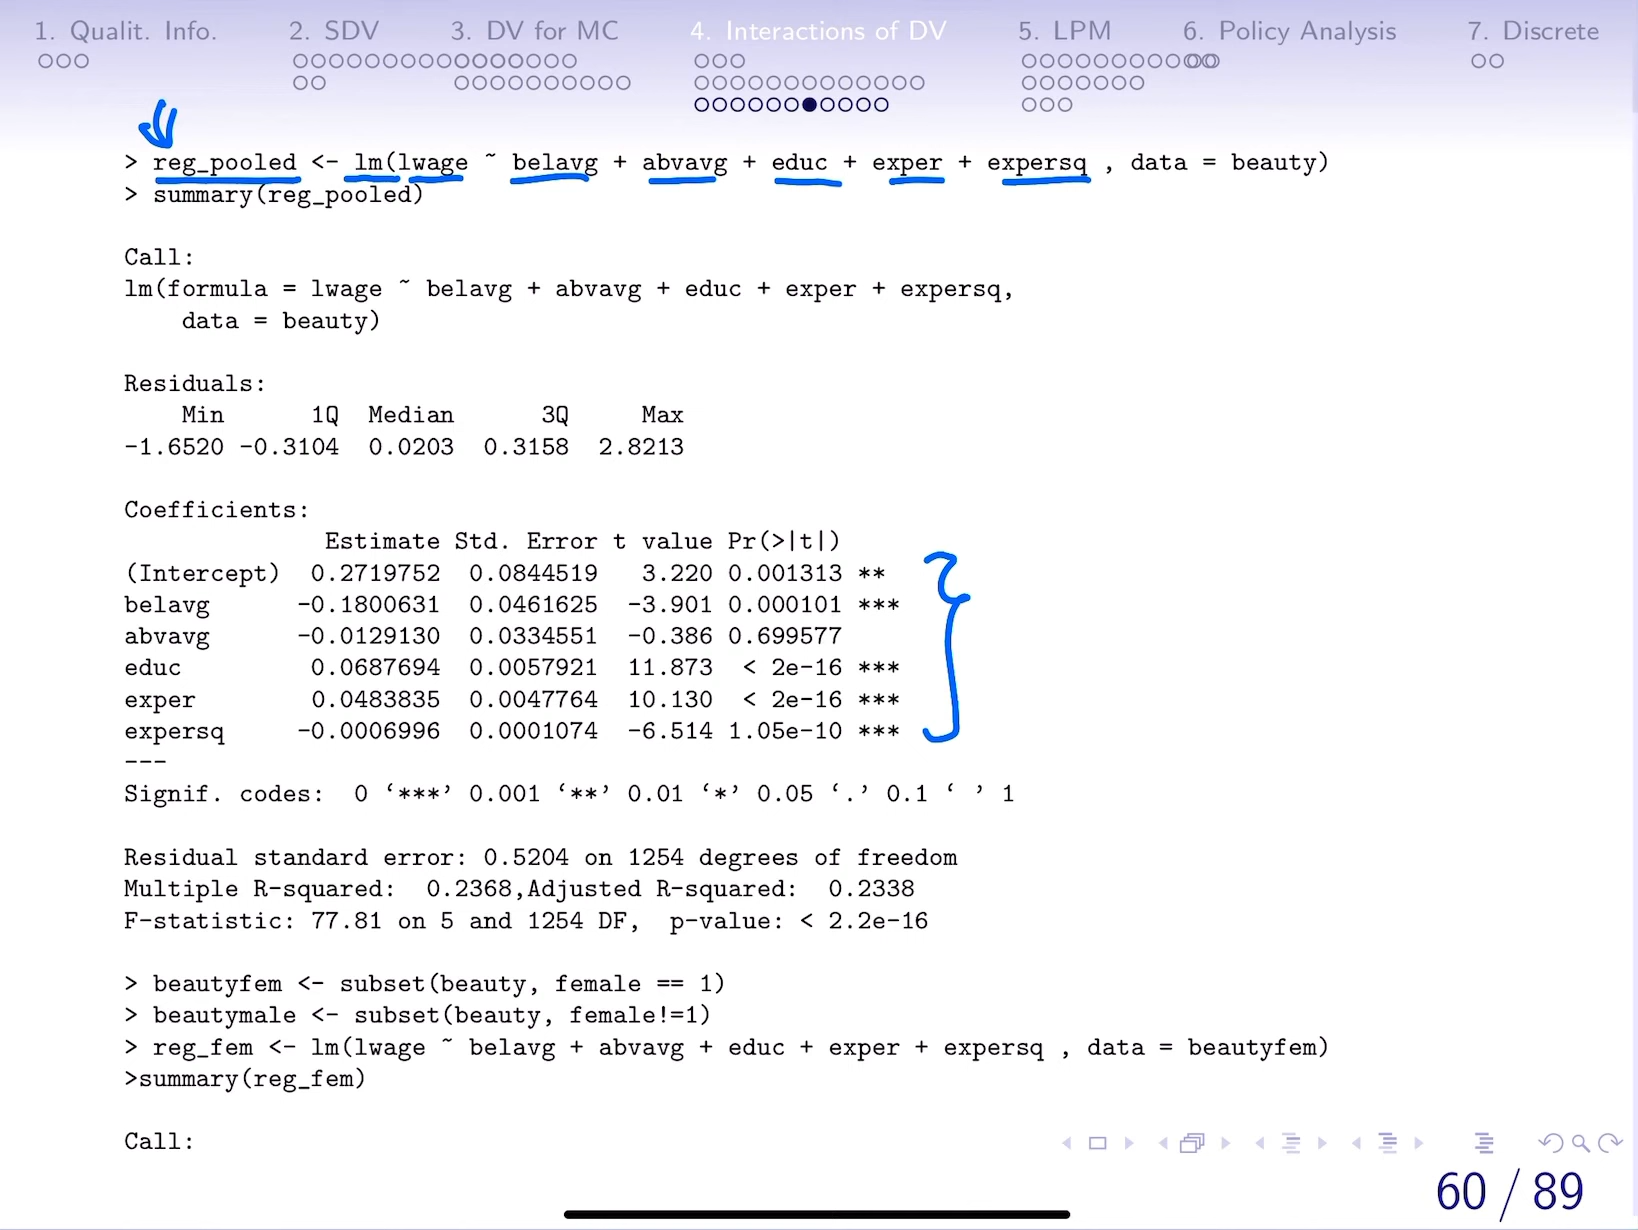 1. Qualit. Info. 2. SDV 3. DV for MC 4. Interactions of DV 5. LPM 6. Policy Analysis 7. Discrete
> reg_pooled <- lm(lwage ~ belavg + abvavg + educ + exper + expersq , data = beauty)
> summary(reg_pooled)
Call:
lm(formula = lwage ~ belavg + abvavg + educ + exper + expersq,
data = beauty)
Residuals:
Min 1Q Median 3Q Max
-1.6520 -0.3104 0.0203 0.3158 2.8213
Coefficients:
Estimate Std. Error t value Pr(>|t|)
(Intercept) 0.2719752 0.0844519 3.220 0.001313 **
belavg -0.1800631 0.0461625 -3.901 0.000101 ***
abvavg -0.0129130 0.0334551 -0.386 0.699577
educ 0.0687694 0.0057921 11.873 < 2e-16 ***
exper 0.0483835 0.0047764 10.130 < 2e-16 ***
expersq -0.0006996 0.0001074 -6.514 1.05e-10 ***
---
Signif. codes: 0 ‘***’ 0.001 ‘**’ 0.01 ‘*’ 0.05 ‘.’ 0.1 ‘ ’ 1
Residual standard error: 0.5204 on 1254 degrees of freedom
Multiple R-squared: 0.2368,Adjusted R-squared: 0.2338
F-statistic: 77.81 on 5 and 1254 DF, p-value: < 2.2e-16
> beautyfem <- subset(beauty, female == 1)
> beautymale <- subset(beauty, female!=1)
> reg_fem <- lm(lwage ~ belavg + abvavg + educ + exper + expersq , data = beautyfem)
>summary(reg_fem)
Call:
60 / 89